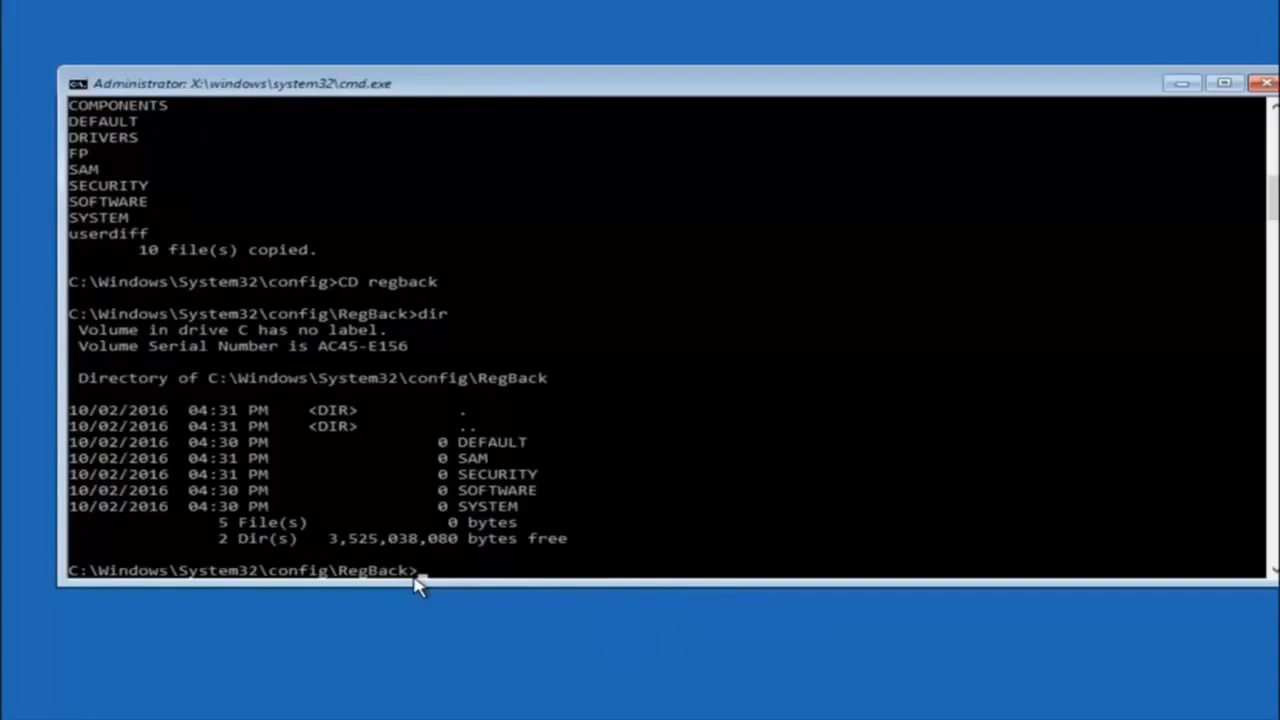 Administrator: X:\windows\system32\cmd.exe
COMPONENTS
DEFAULT
DRIVERS
FP
SAM
SECURITY
SOFTWARE
SYSTEM
userdiff
10 file(s) copied.
C:\Windows\System32\config>CD regback
C:\Windows\System32\config\RegBack>dir
Volume in drive C has no label.
Volume Serial Number is AC45-E156
Directory of C:\Windows\System32\config\RegBack
10/02/2016 04:31 PM <DIR> .
10/02/2016 04:31 PM <DIR> ..
10/02/2016 04:30 PM 0 DEFAULT
10/02/2016 04:31 PM 0 SAM
10/02/2016 04:31 PM 0 SECURITY
10/02/2016 04:30 PM 0 SOFTWARE
10/02/2016 04:30 PM 0 SYSTEM
5 File(s) 0 bytes
2 Dir(s) 3,525,038,080 bytes free
C:\Windows\System32\config\RegBack>_